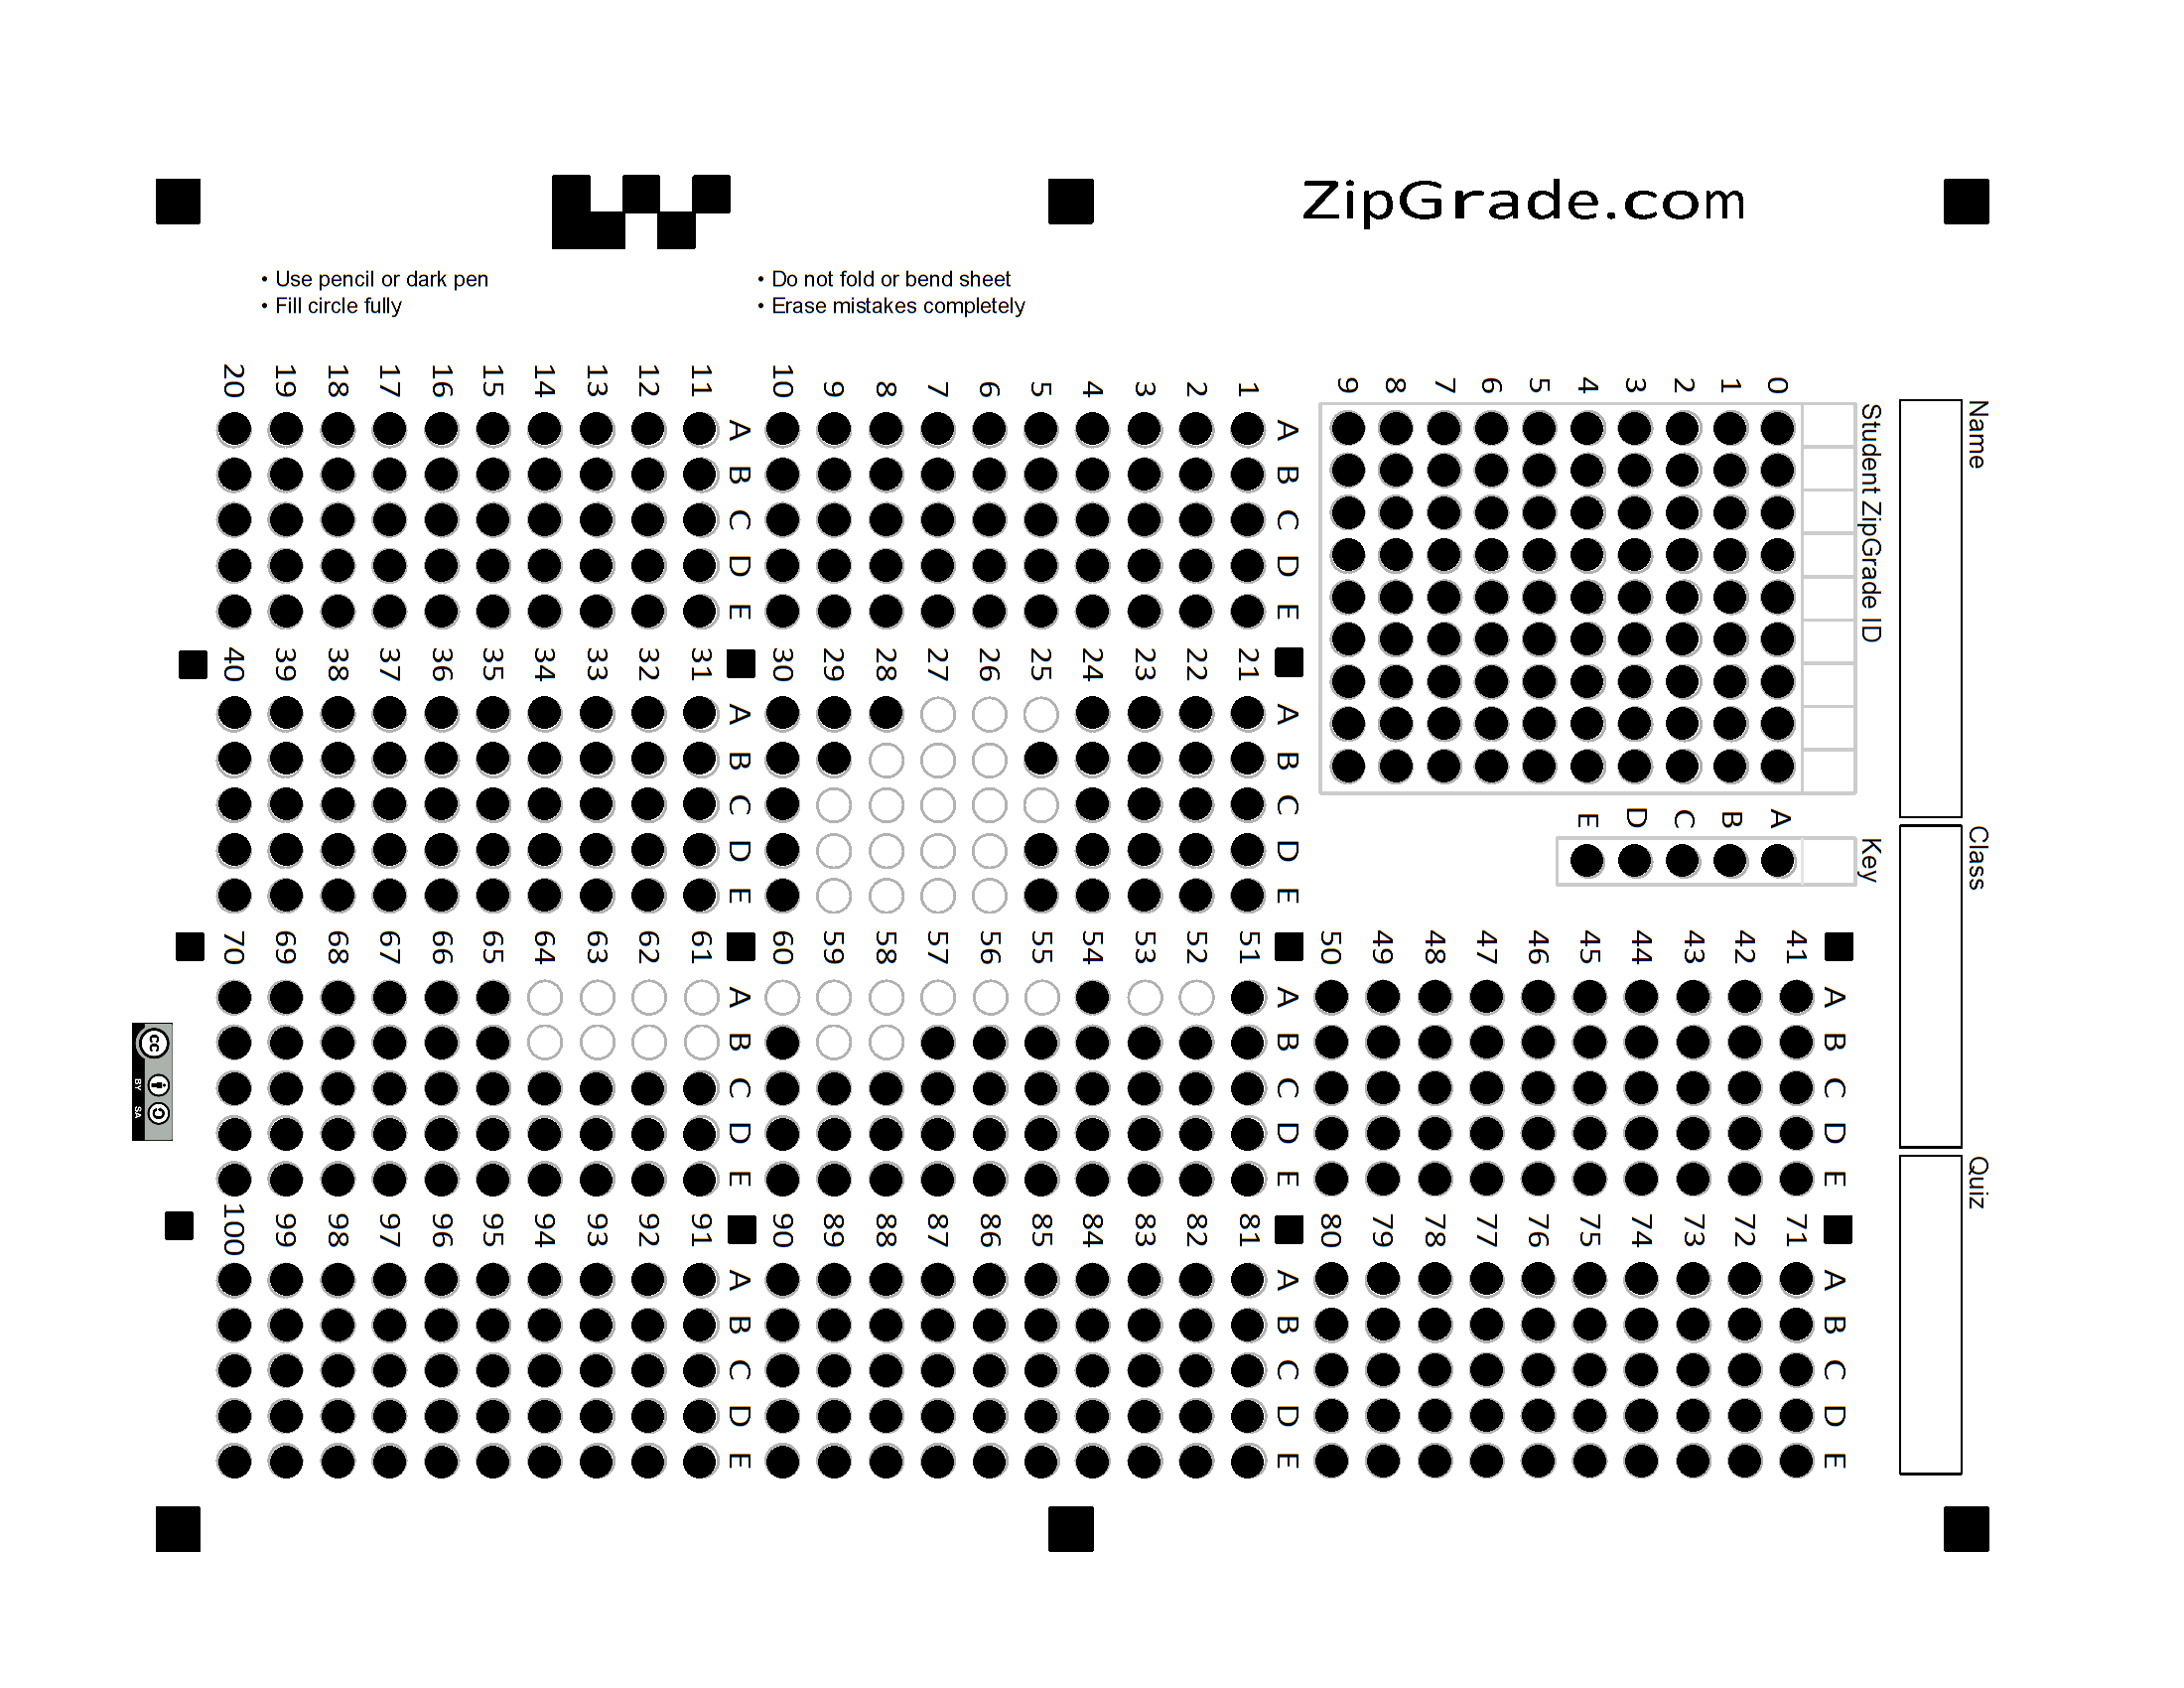 ZipGrade.com
• Use pencil or dark pen
• Fill circle fully
• Do not fold or bend sheet
• Erase mistakes completely
20 19 18 17 16 15 14 13 12 11 10 9 8 7 6 5 4 3 2 1
9 8 7 6 5 4 3 2 1 0
A A
B B
C C
D D
E E
Student ZipGrade ID
Name
40 39 38 37 36 35 34 33 32 31 30 29 28 27 26 25 24 23 22 21
A A
B B
C C
D D
E E
E D C B A
Key
Class
70 69 68 67 66 65 64 63 62 61 60 59 58 57 56 55 54 53 52 51 50 49 48 47 46 45 44 43 42 41
A A A
B B B
C C C
D D D
E E E
cc
BY SA
Quiz
100 99 98 97 96 95 94 93 92 91 90 89 88 87 86 85 84 83 82 81 80 79 78 77 76 75 74 73 72 71
A A A
B B B
C C C
D D D
E E E